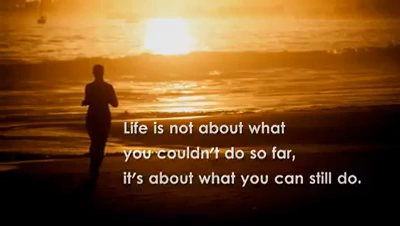 Life is not about what
you couldn't do so far,
it's about what you can still do.